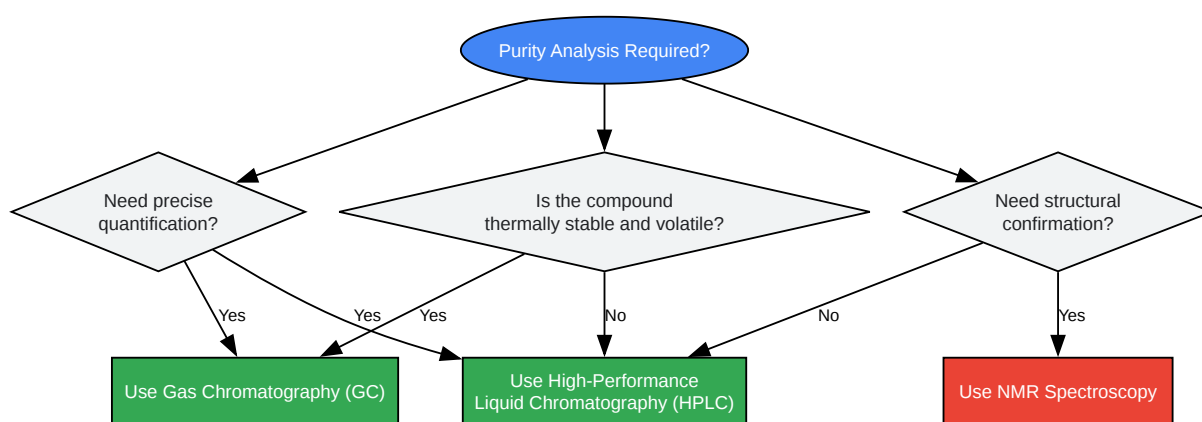 Purity Analysis Required?
Need precise
quantification?
Is the compound
thermally stable and volatile?
Need structural
confirmation?
Yes
Yes
Yes
No
No
Yes
Use Gas Chromatography (GC)
Use High-Performance
Liquid Chromatography (HPLC)
Use NMR Spectroscopy